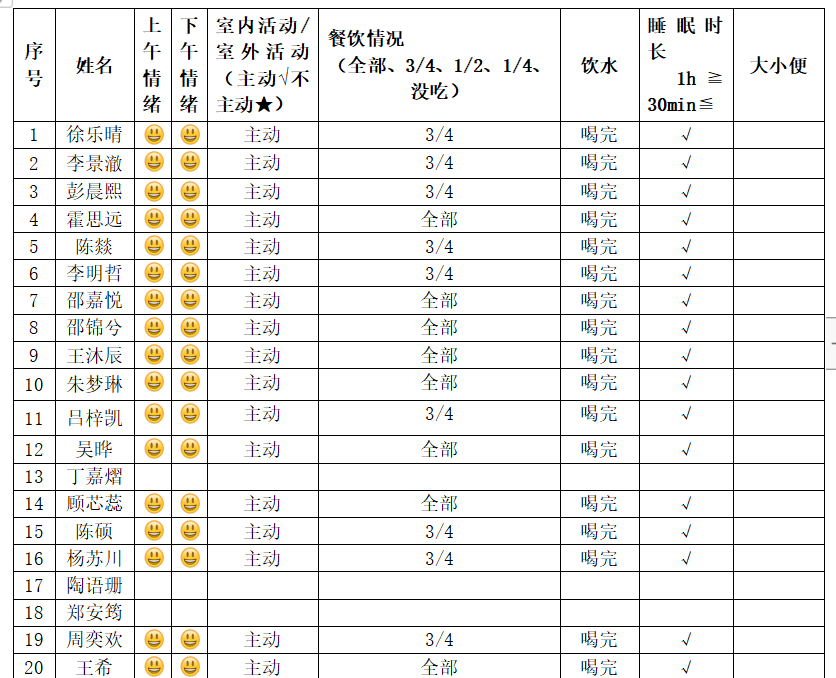 序号 姓名 上午情绪 下午情绪 室内活动/室外活动（主动√不主动★） 餐饮情况（全部、3/4、1/2、1/4、没吃） 饮水 睡眠时长 1h ≧ 30min≦ 大小便
1 徐乐晴 😃 😃 主动 3/4 喝完 √
2 李景澈 😃 😃 主动 3/4 喝完 √
3 彭晨熙 😃 😃 主动 3/4 喝完 √
4 霍思远 😃 😃 主动 全部 喝完 √
5 陈燚 😃 😃 主动 3/4 喝完 √
6 李明哲 😃 😃 主动 3/4 喝完 √
7 邵嘉悦 😃 😃 主动 全部 喝完 √
8 邵锦兮 😃 😃 主动 全部 喝完 √
9 王沐辰 😃 😃 主动 全部 喝完 √
10 朱梦琳 😃 😃 主动 全部 喝完 √
11 吕梓凯 😃 😃 主动 3/4 喝完 √
12 吴晔 😃 😃 主动 全部 喝完 √
13 丁嘉熠
14 顾芯蕊 😃 😃 主动 全部 喝完 √
15 陈硕 😃 😃 主动 3/4 喝完 √
16 杨苏川 😃 😃 主动 3/4 喝完 √
17 陶语珊
18 郑安筠
19 周奕欢 😃 😃 主动 3/4 喝完 √
20 王希 😃 😃 主动 全部 喝完 √